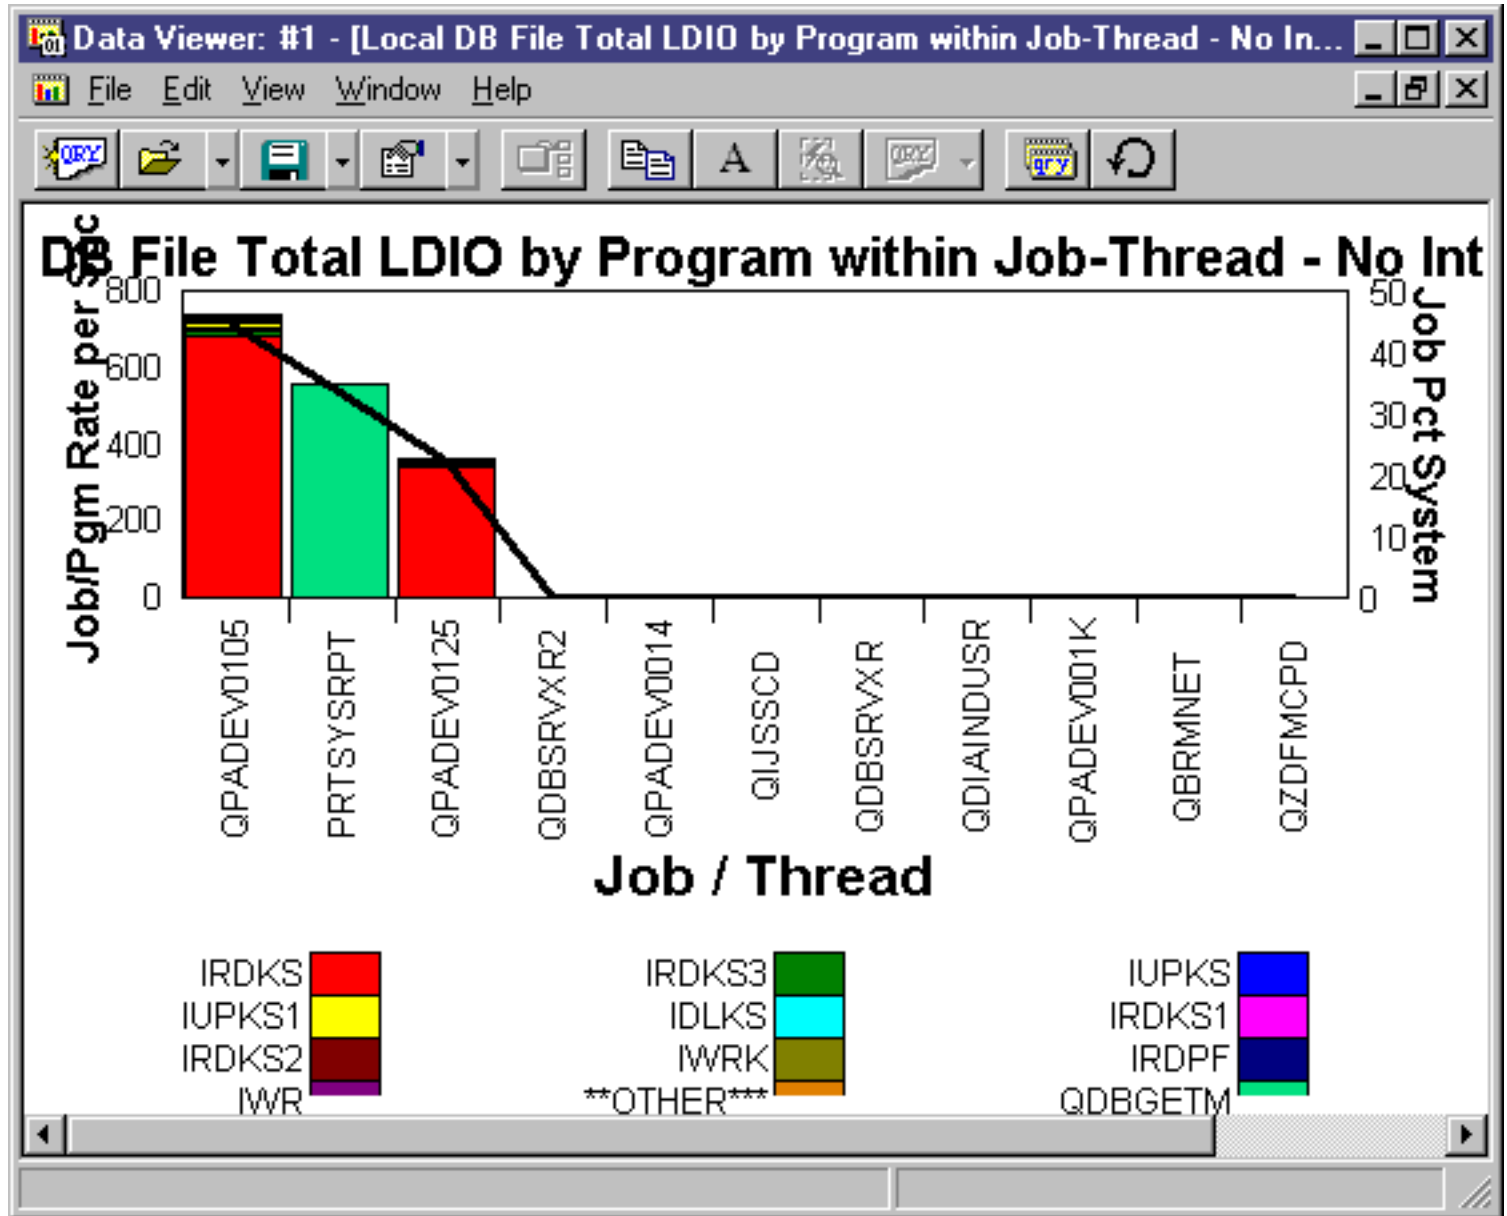 Data Viewer: #1 - [Local DB File Total LDIO by Program within Job-Thread - No In...
File Edit View Window Help
QRY A QRY qry
DB File Total LDIO by Program within Job-Thread - No Int
Job/Pgm Rate per Sec
800
600
400
200
0
50
40
30
20
10
0
Job Pct System
QPADEV0105
PRTSYSRPT
QPADEV0125
QDBSRVXR2
QPADEV0014
QIJSSCD
QDBSRVXR
QDIAINDUSR
QPADEV001K
QBRMNET
QZDFMCPD
Job / Thread
IRDKS IRDKS3 IUPKS
IUPKS1 IDLKS IRDKS1
IRDKS2 IWRK IRDPF
IWR **OTHER*** QDBGETM